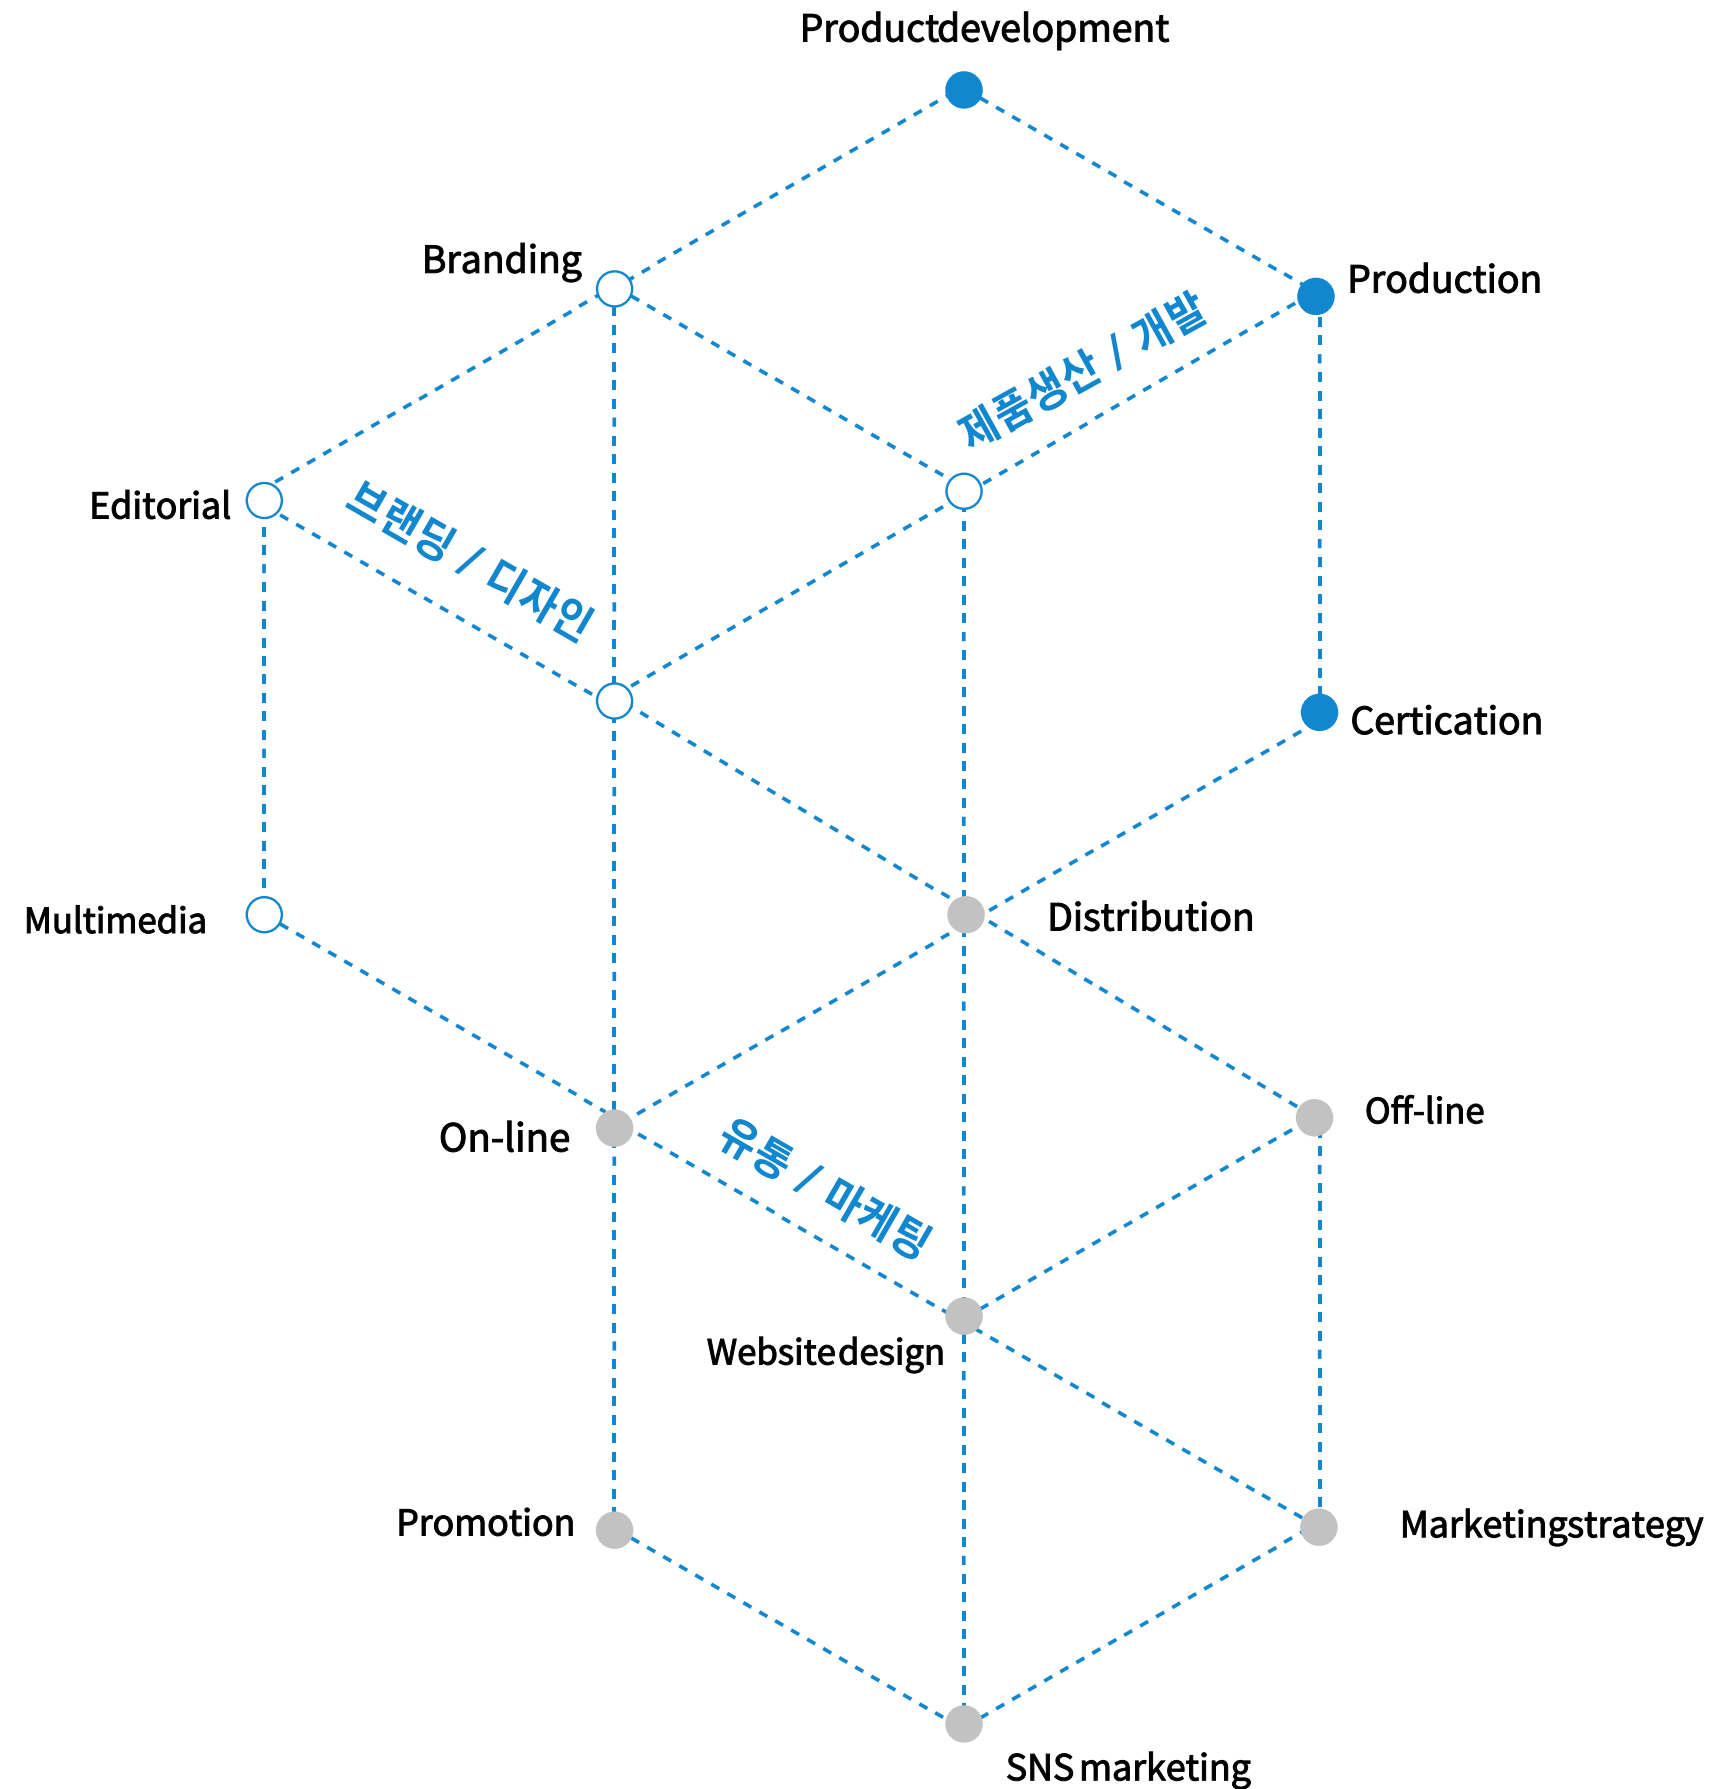 Productdevelopment
Branding
Production
제품생산 / 개발
Editorial
브랜딩 / 디자인
Certication
Multimedia
Distribution
On-line
Off-line
유통 / 마케팅
Websitedesign
Promotion
Marketingstrategy
SNS marketing